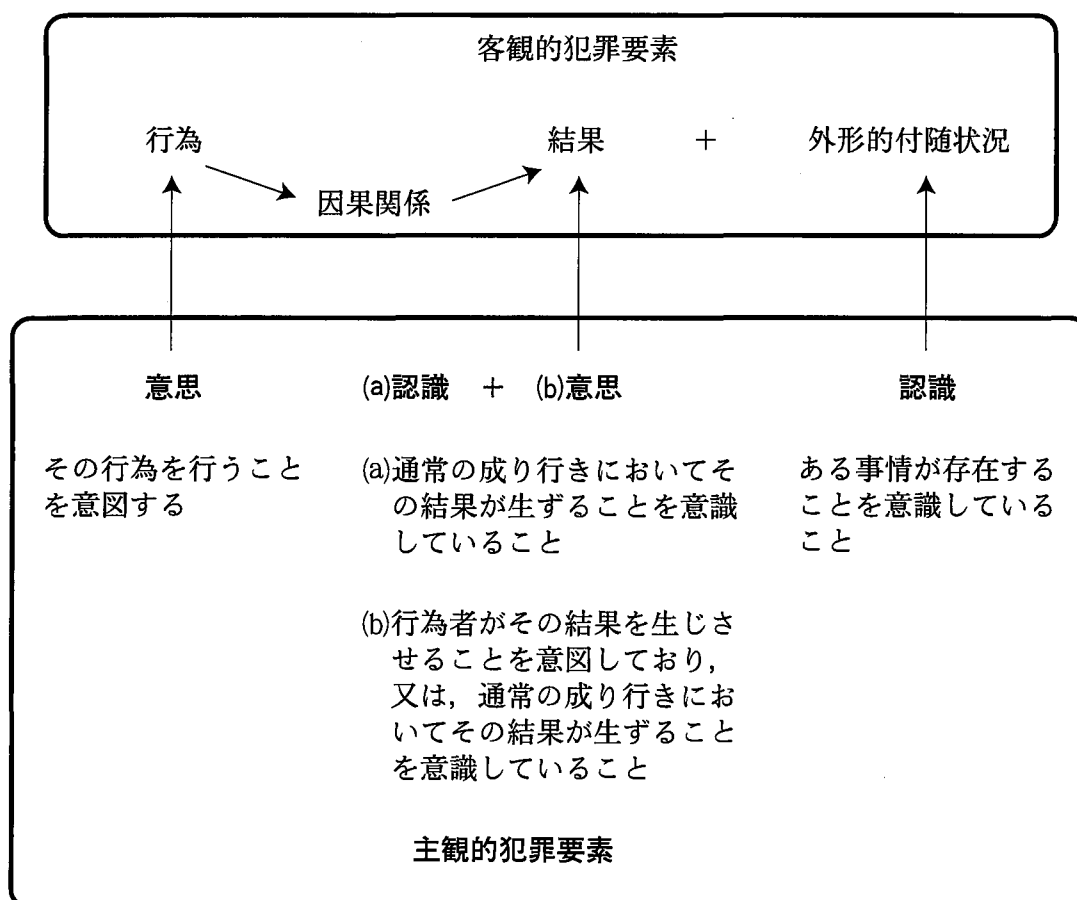 客観的犯罪要素
行為 結果 + 外形的付随状況
因果関係
意思 (a)認識 + (b)意思 認識
その行為を行うこと
を意図する
(a)通常の成り行きにおいてそ
の結果が生ずることを意識
していること
(b)行為者がその結果を生じさ
せることを意図しており,
又は,通常の成り行きにお
いてその結果が生ずること
を意識していること
ある事情が存在する
ことを意識している
こと
主観的犯罪要素